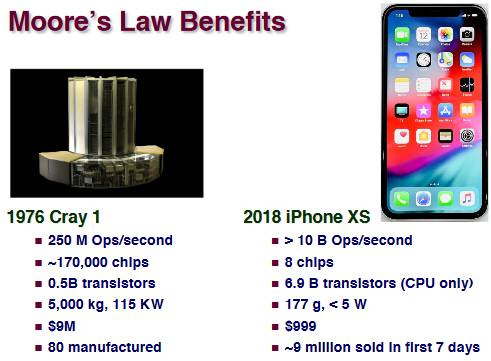 Moore's Law Benefits
1976 Cray 1
250 M Ops/second
~170,000 chips
0.5B transistors
5,000 kg, 115 KW
$9M
80 manufactured
2018 iPhone XS
> 10 B Ops/second
8 chips
6.9 B transistors (CPU only)
177 g, < 5 W
$999
~9 million sold in first 7 days